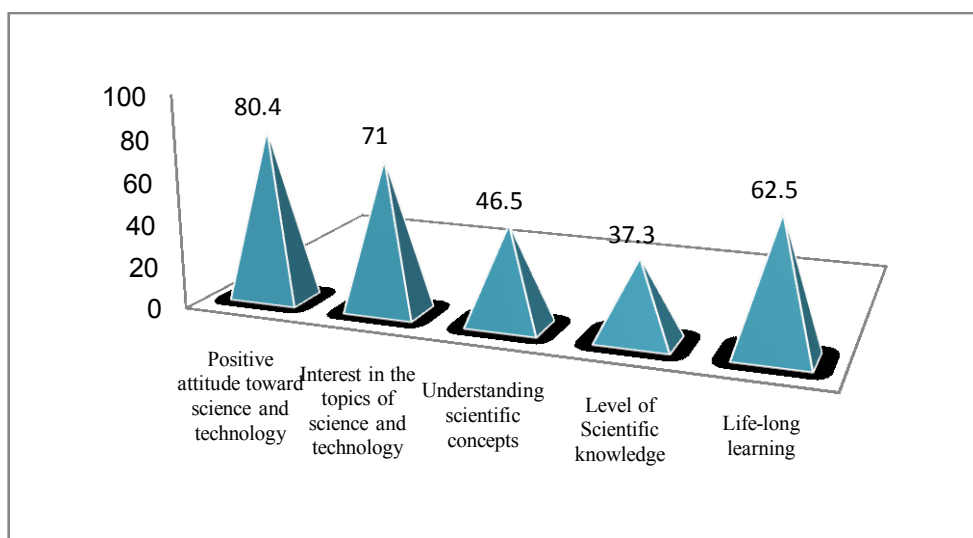 100
80
60
40
20
0
80.4
71
46.5
37.3
62.5
Positive
attitude toward
science and
technology
Interest in the
topics of
science and
technology
Understanding
scientific
concepts
Level of
Scientific
knowledge
Life-long
learning